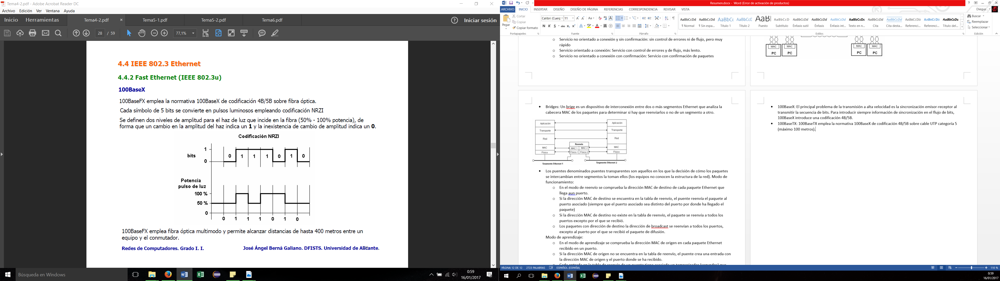 Tema4-2.pdf - Adobe Acrobat Reader DC
Archivo Edición Ver Ventana Ayuda
Inicio Herramientas Tema4-2.pdf × Tema5-1.pdf Tema5-2.pdf Tema6.pdf ? Iniciar sesión
28 / 59 77,1%
4.4 IEEE 802.3 Ethernet
4.4.2 Fast Ethernet (IEEE 802.3u)
100BaseX
100BaseFX emplea la normativa 100BaseX de codificación 4B/5B sobre fibra óptica.
Cada símbolo de 5 bits se convierte en pulsos luminosos empleando codificación NRZI
Se definen dos niveles de amplitud para el haz de luz que incide en la fibra (50% - 100% potencia), de
forma que un cambio en la amplitud del haz indica un 1 y la inexistencia de cambio de amplitud indica un 0.
Codificación NRZI
1
bits 0 1 1 1 0 1 0
0
Potencia
pulso de luz
100 %
50 %
0
0 1 1 1 0 1 0
100BaseFX emplea fibra óptica multimodo y permite alcanzar distancias de hasta 400 metros entre un
equipo y el conmutador.
Redes de Computadores. Grado I. I. José Ángel Berná Galiano. DFISTS. Universidad de Alicante.
Búsqueda en Windows
0:59
16/01/2017
Resumen.docx - Word (Error de activación de productos)
ARCHIVO INICIO INSERTAR DISEÑO DISEÑO DE PÁGINA REFERENCIAS CORRESPONDENCIA REVISAR VISTA Diegus .
Pegar
Cortar
Copiar
Copiar formato
Portapapeles
Calibri (Cuerp 11
N K S abc x₂ x²
Fuente
Párrafo
AaBbCcDd AaBbCcDd AaBbCc AaBbCcC AaBl AaBbCcD AaBbCcDd AaBbCcDd AaBbCcDd AaBbCcDc AaBbCcDd AaBbCcDd AaBbCcDd AaBbCcDd AaBbCcDc
¶ Normal ¶ Sin espa... Título 1 Título 2 Puesto Subtítulo Énfasis sutil Énfasis Énfasis int... Texto en n... Cita Cita desta... Referenci... Referenci... Título del...
Estilos
Buscar
Reemplazar
Seleccionar
Edición
o Servicio no orientado a conexión y sin confirmación: sin control de errores ni de flujo, pero muy
rápido
o Servicio orientado a conexión: Servicio con control de errores y de flujo, más lento.
o Servicio no orientado a conexión con confirmación: Servicio con confirmación de paquetes
MAC MAC MAC MAC
PC PC PC PC
• Bridges: Un brige es un dispositivo de interconexión entre dos o más segmentos Ethernet que analiza la
cabecera MAC de los paquetes para determinar si hay que reenviarlos o no de un segmento a otro.
Aplicación Aplicación
Transporte Transporte
Red Red
Reenvío
MAC MAC 1 MAC 2 MAC
Físico Físico 1 Físico 2 Físico
Segmento Ethernet 1 Segmento Ethernet 2
• Los puentes denominados puentes transparentes son aquellos en los que la decisión de cómo los paquetes
se intercambian entre segmentos la toman ellos (los equipos no conocen la estructura de la red). Modo de
funcionamiento:
o En el modo de reenvío se comprueba la dirección MAC de destino de cada paquete Ethernet que
llega aun puerto.
o Si la dirección MAC de destino se encuentra en la tabla de reenvío, el puente reenvía el paquete al
puerto asociado (siempre que el puerto asociado sea distinto del puerto por donde ha llegado el
paquete)
o Si la dirección MAC de destino no existe en la tabla de reenvío, el paquete se reenvía a todos los
puertos excepto por el que se recibió.
o Los paquetes con dirección de destino la dirección de broadcast se reenvían a todos los puertos,
excepto al puerto por el que se recibió el paquete de difusión.
Modo de aprendizaje:
o En el modo de aprendizaje se comprueba la dirección MAC de origen en cada paquete Ethernet
recibido en un puerto.
o Si la dirección MAC de origen no se encuentra en la tabla de reenvío, el puente crea una entrada con
la dirección MAC de origen y el puerto donde se ha recibido.
o Cada entrada en la tabla de reenvío de un puente tiene asociado un temporizador (segundos) que
• 100BaseX: El principal problema de la transmisión a alta velocidad es la sincronización emisor-receptor al
transmitir la secuencia de bits. Para introducir siempre información de sincronización en el flujo de bits,
100BaseX introduce una codificación 4B/5B.
• 100BaseTX: 100BaseTX emplea la normativa 100BaseX de codificación 4B/5B sobre cable UTP categoría 5
(máximo 100 metros).
PÁGINA 12 DE 12 2723 PALABRAS ESPAÑOL (ESPAÑA) 110 %
0:59
16/01/2017